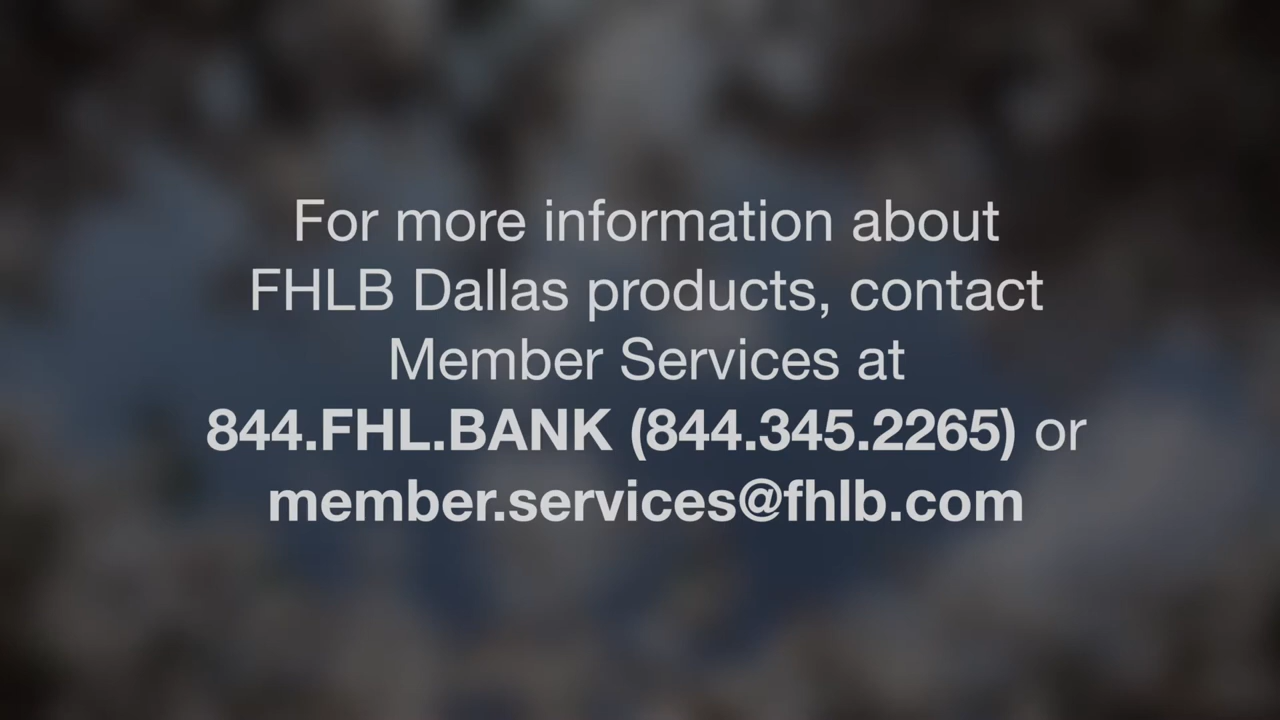 For more information about
FHLB Dallas products, contact
Member Services at
844.FHL.BANK (844.345.2265) or
member.services@fhlb.com